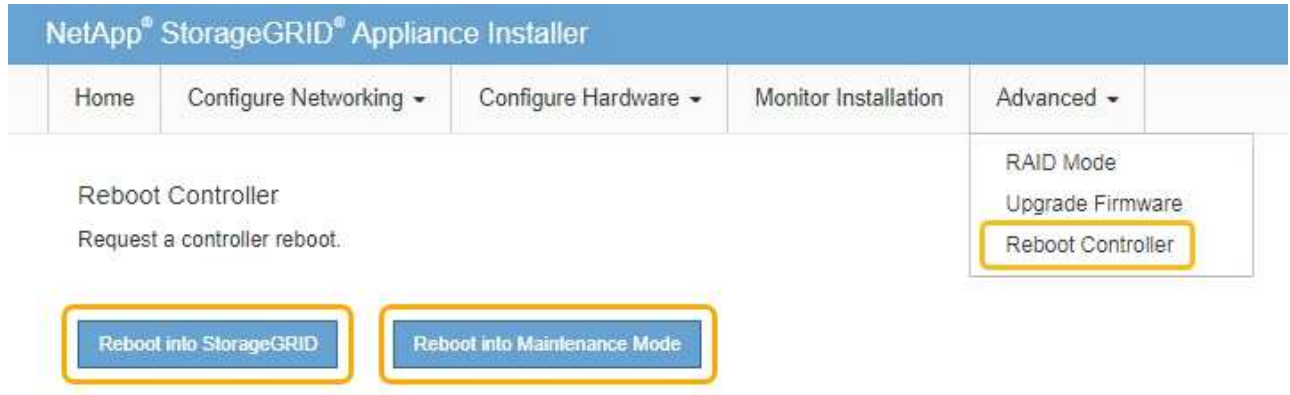 NetApp® StorageGRID® Appliance Installer
Home Configure Networking Configure Hardware Monitor Installation Advanced
RAID Mode
Upgrade Firmware
Reboot Controller
Reboot Controller
Request a controller reboot.
Reboot into StorageGRID Reboot into Maintenance Mode